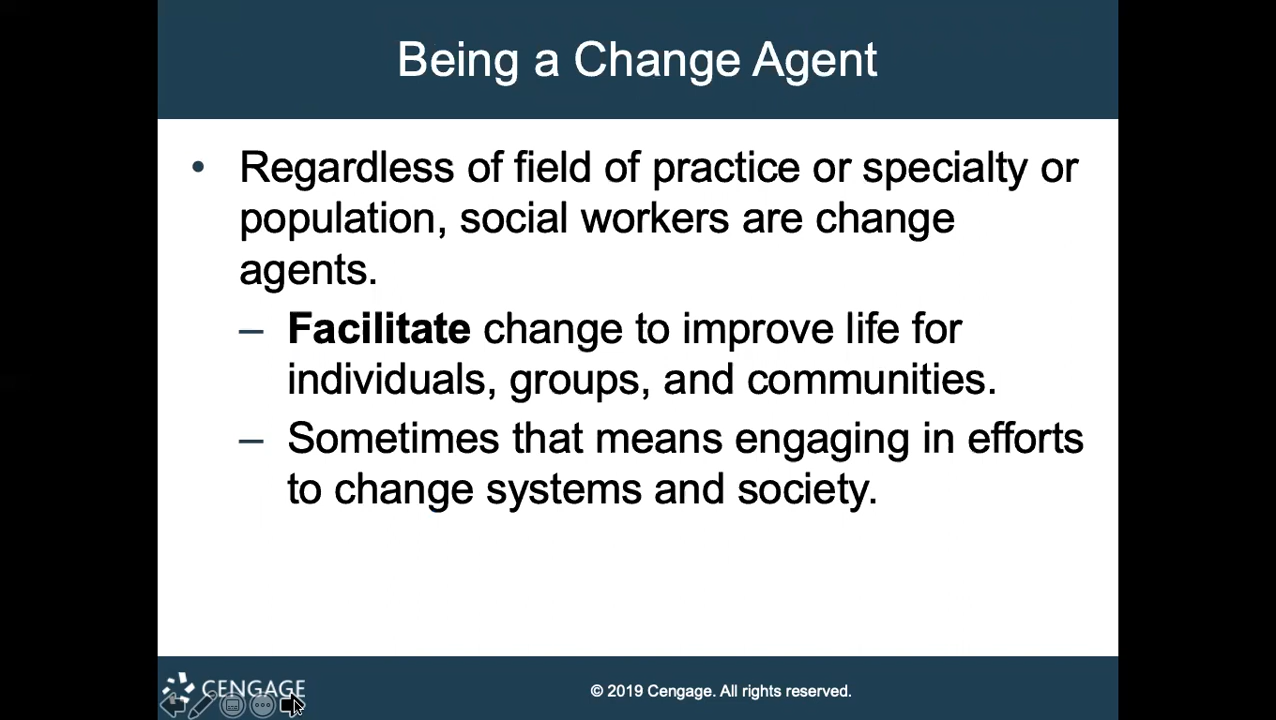 Being a Change Agent
• Regardless of field of practice or specialty or
population, social workers are change
agents.
– Facilitate change to improve life for
individuals, groups, and communities.
– Sometimes that means engaging in efforts
to change systems and society.
CENGAGE
© 2019 Cengage. All rights reserved.